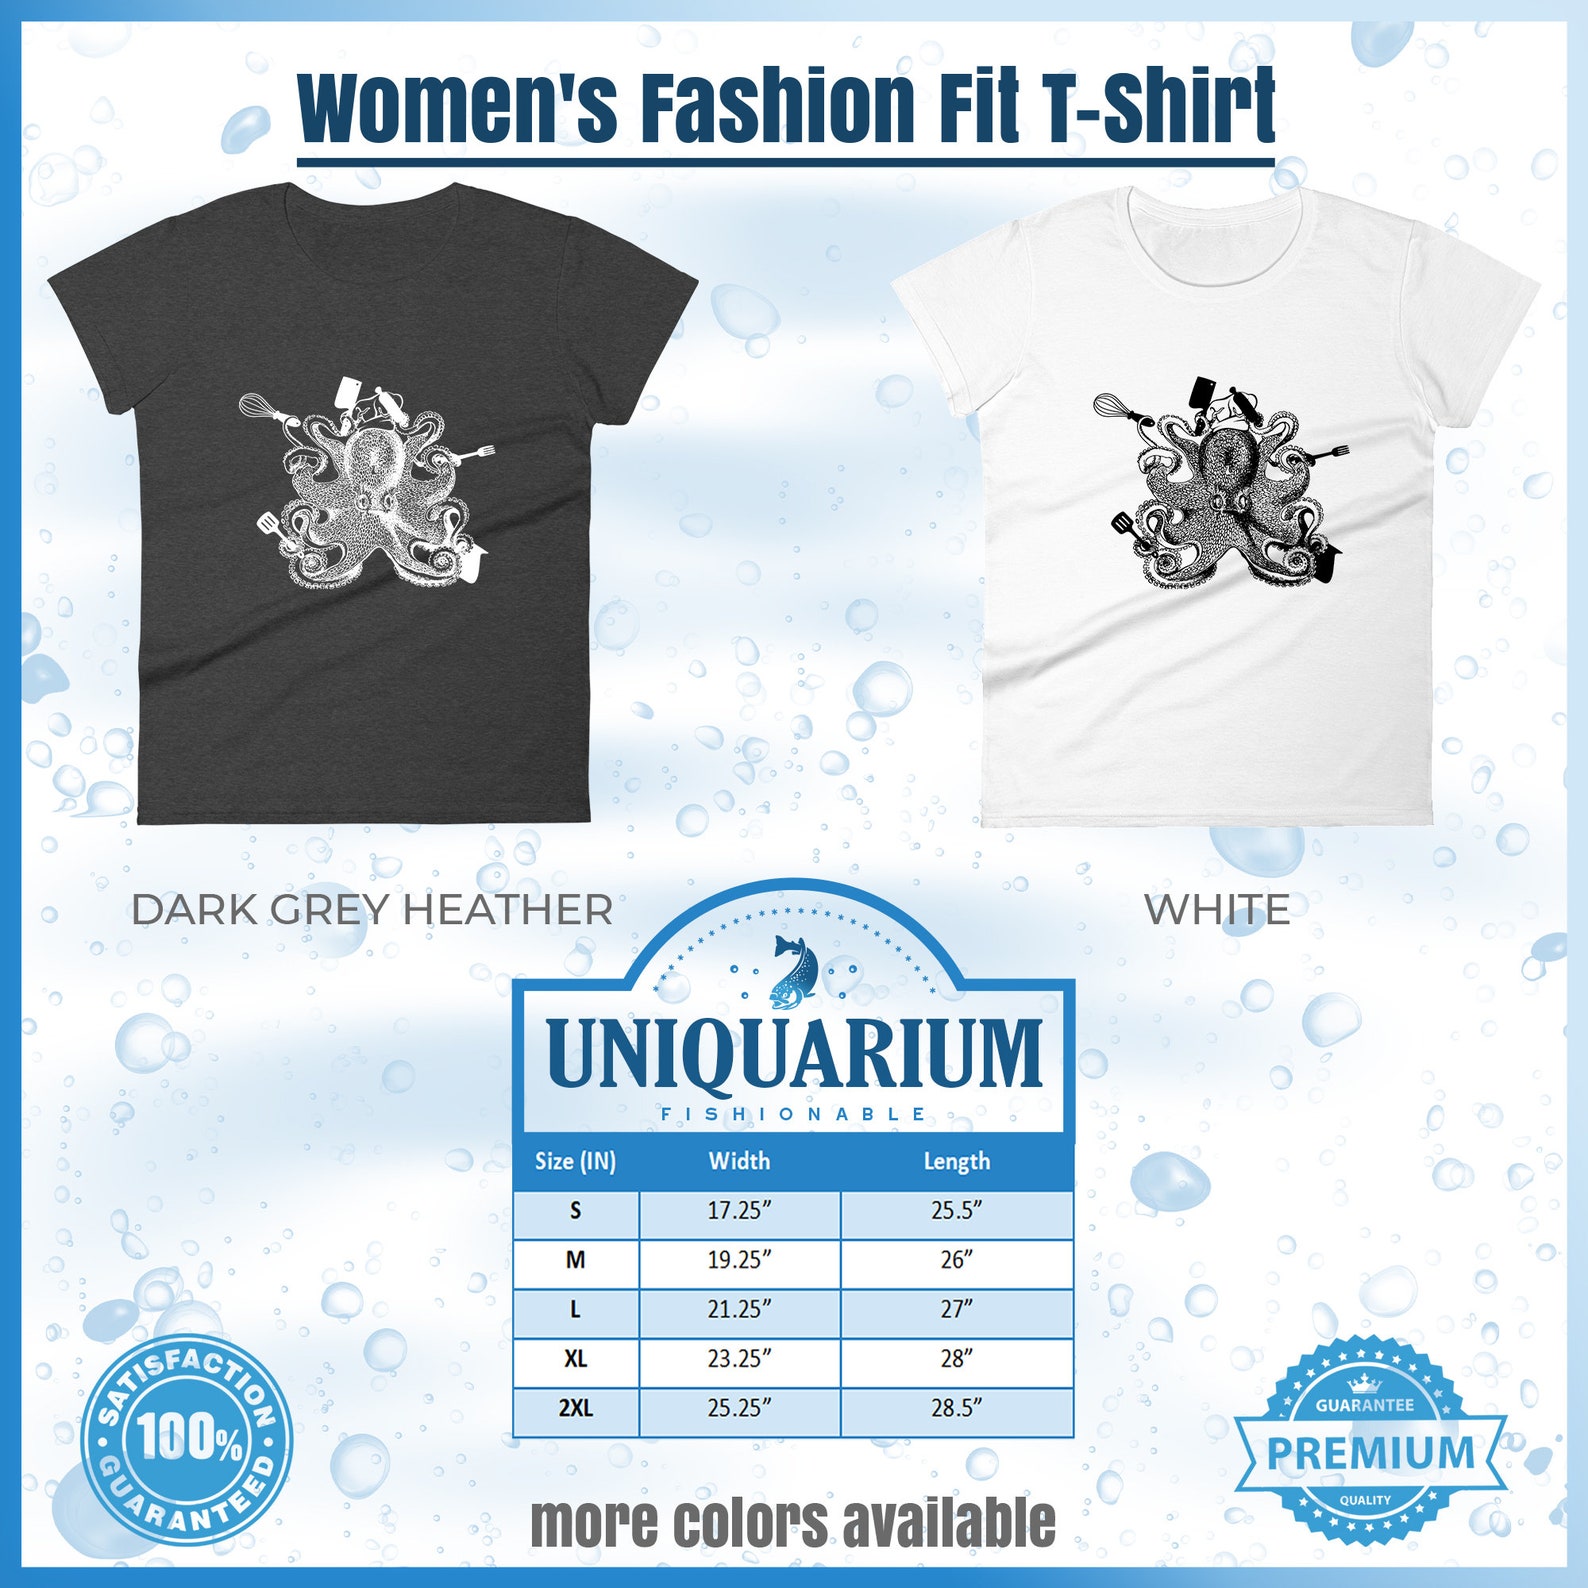 Women's Fashion Fit T-Shirt
DARK GREY HEATHER
WHITE
UNIQUARIUM
FISHIONABLE
Size (IN) Width Length
S 17.25” 25.5”
M 19.25” 26”
L 21.25” 27”
XL 23.25” 28”
2XL 25.25” 28.5”
SATISFACTION
100%
GUARANTEED
GUARANTEE
PREMIUM
QUALITY
more colors available